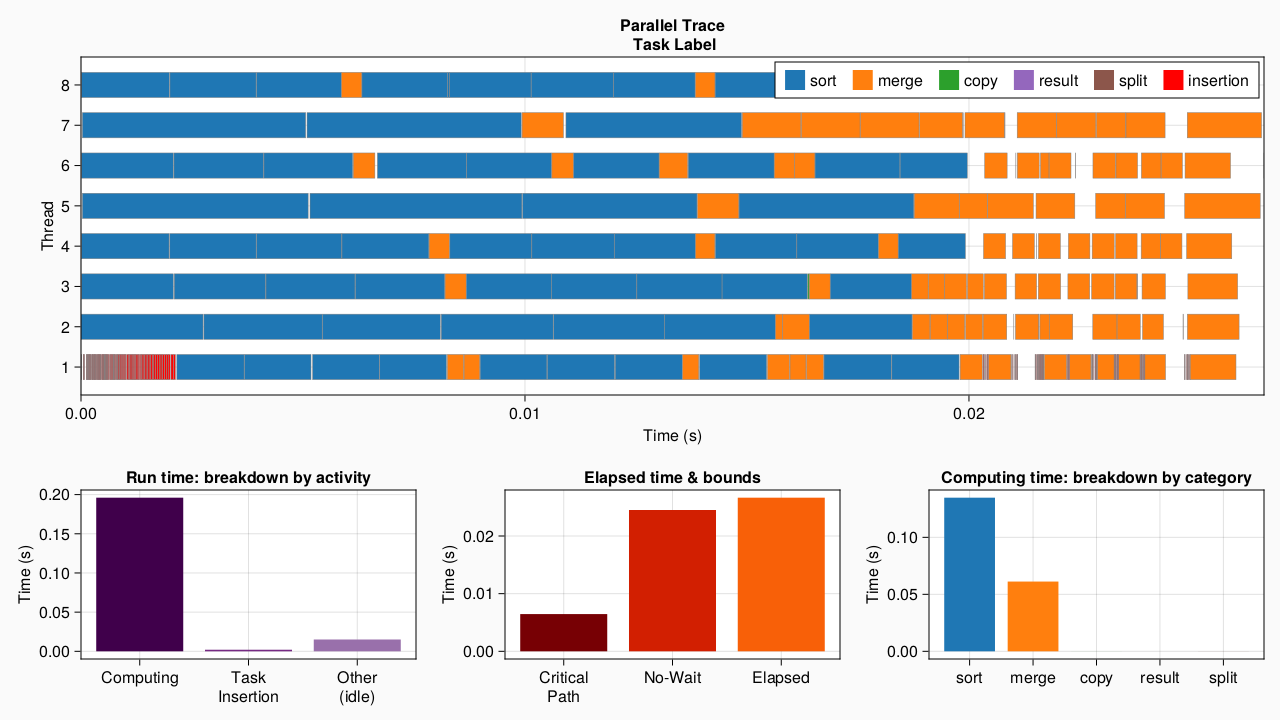 Parallel Trace
Task Label
sort merge copy result split insertion
8
7
6
5
4
3
2
1
Thread
0.00 0.01 0.02
Time (s)
Run time: breakdown by activity
0.20
0.15
0.10
0.05
0.00
Time (s)
Computing Task Insertion Other (idle)
Elapsed time & bounds
0.02
0.01
0.00
Time (s)
Critical Path No-Wait Elapsed
Computing time: breakdown by category
0.10
0.05
0.00
Time (s)
sort merge copy result split